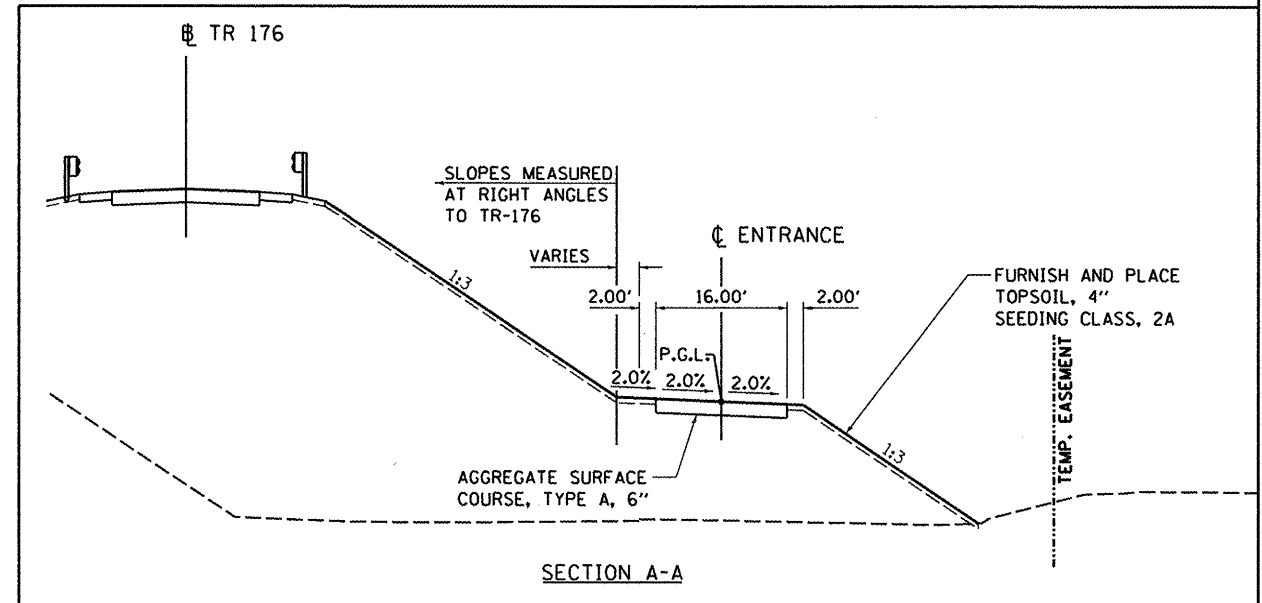 ℄ TR 176
SLOPES MEASURED
AT RIGHT ANGLES
TO TR-176
℄ ENTRANCE
VARIES
2.00' 16.00' 2.00'
FURNISH AND PLACE
TOPSOIL, 4"
SEEDING CLASS, 2A
1:3
P.G.L.
2.0% 2.0% 2.0%
1:3
TEMP. EASEMENT
AGGREGATE SURFACE
COURSE, TYPE A, 6"
SECTION A-A